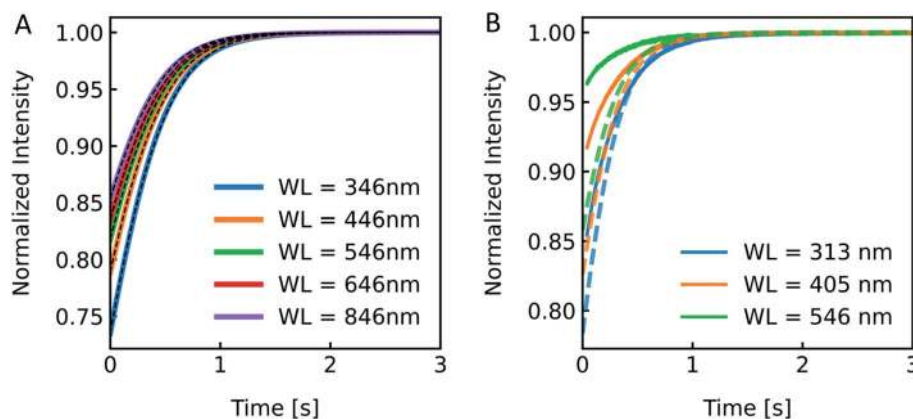 A
Normalized Intensity
1.00
0.95
0.90
0.85
0.80
0.75
WL = 346nm
WL = 446nm
WL = 546nm
WL = 646nm
WL = 846nm
0 1 2 3
Time [s]
B
Normalized Intensity
1.00
0.95
0.90
0.85
0.80
WL = 313 nm
WL = 405 nm
WL = 546 nm
0 1 2 3
Time [s]